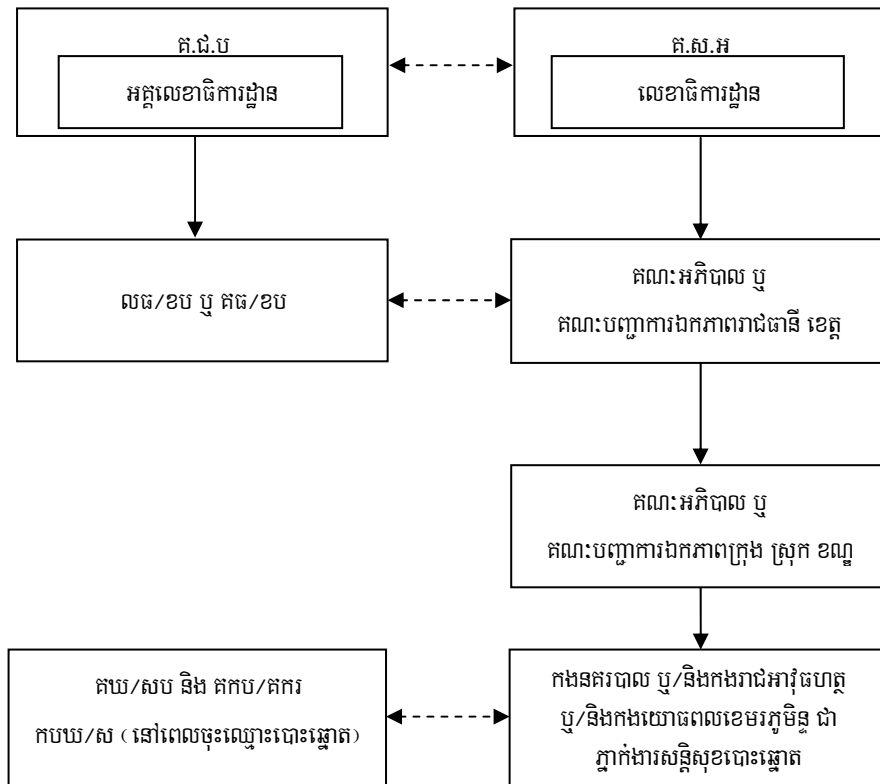 គ.ជ.ប
អគ្គលេខាធិការដ្ឋាន
គ.ស.អ
លេខាធិការដ្ឋាន
លធ/ខប ឬ គធ/ខប
គណៈអភិបាល ឬ
គណៈបញ្ជាការឯកភាពរាជធានី ខេត្ត
គណៈអភិបាល ឬ
គណៈបញ្ជាការឯកភាពក្រុង ស្រុក ខណ្ឌ
គឃ/សប និង គកប/គករ
កបឃ/ស (នៅពេលចុះឈ្មោះបោះឆ្នោត)
កងនគរបាល ឬ/និងកងរាជអាវុធហត្ថ
ឬ/និងកងយោធពលខេមរភូមិន្ទ ជា
ភ្នាក់ងារសន្តិសុខបោះឆ្នោត